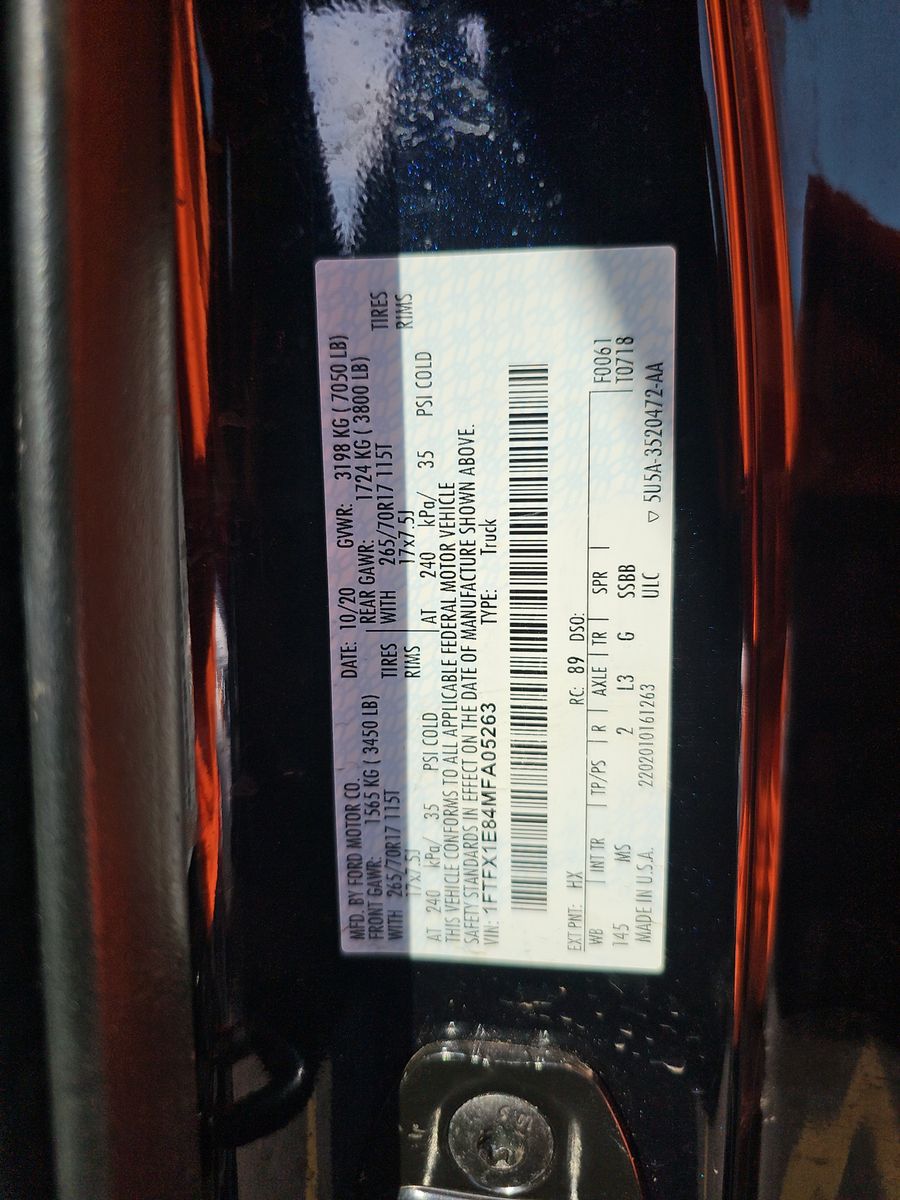 MFD. BY FORD MOTOR CO. DATE: 10/20 GVWR: 3198 KG ( 7050 LB)
FRONT GAWR: 1565 KG ( 3450 LB) REAR GAWR: 1724 KG ( 3800 LB)
WITH 265/70R17 115T TIRES WITH 265/70R17 115T TIRES
17x7.5J RIMS 17x7.5J RIMS
AT 240 kPa/ 35 PSI COLD AT 240 kPa/ 35 PSI COLD
THIS VEHICLE CONFORMS TO ALL APPLICABLE FEDERAL MOTOR VEHICLE
SAFETY STANDARDS IN EFFECT ON THE DATE OF MANUFACTURE SHOWN ABOVE.
VIN: 1FTFX1E84MFA05263 TYPE: Truck
EXT PNT: HX RC: 89 DSO:
WB INT TR TP/PS R AXLE TR SPR F0061
145 MS 2 L3 G SSBB T0718
MADE IN U.S.A. 2202010161263 ULC ▽ 5U5A-3520472-AA